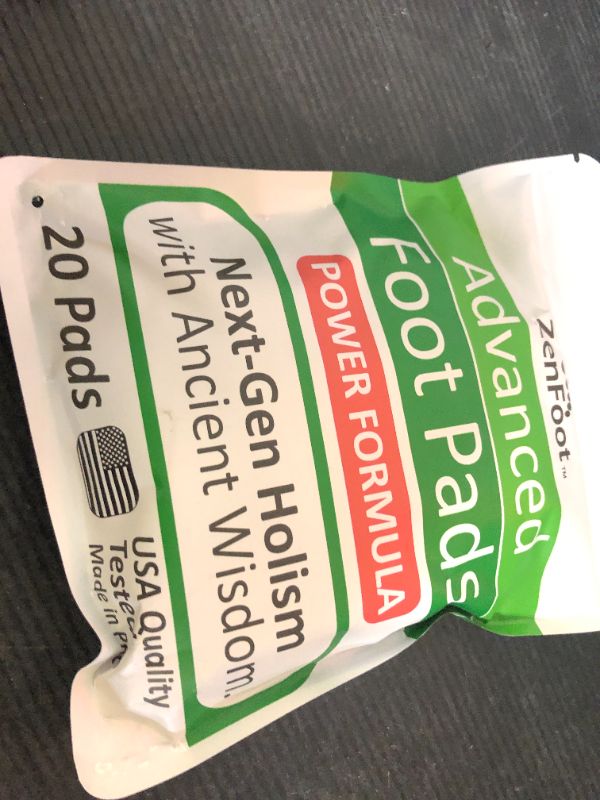 ZenFoot™
Advanced
Foot Pads
POWER FORMULA
Next-Gen Holism
with Ancient Wisdom
20 Pads
USA Quality
Tested
Made in